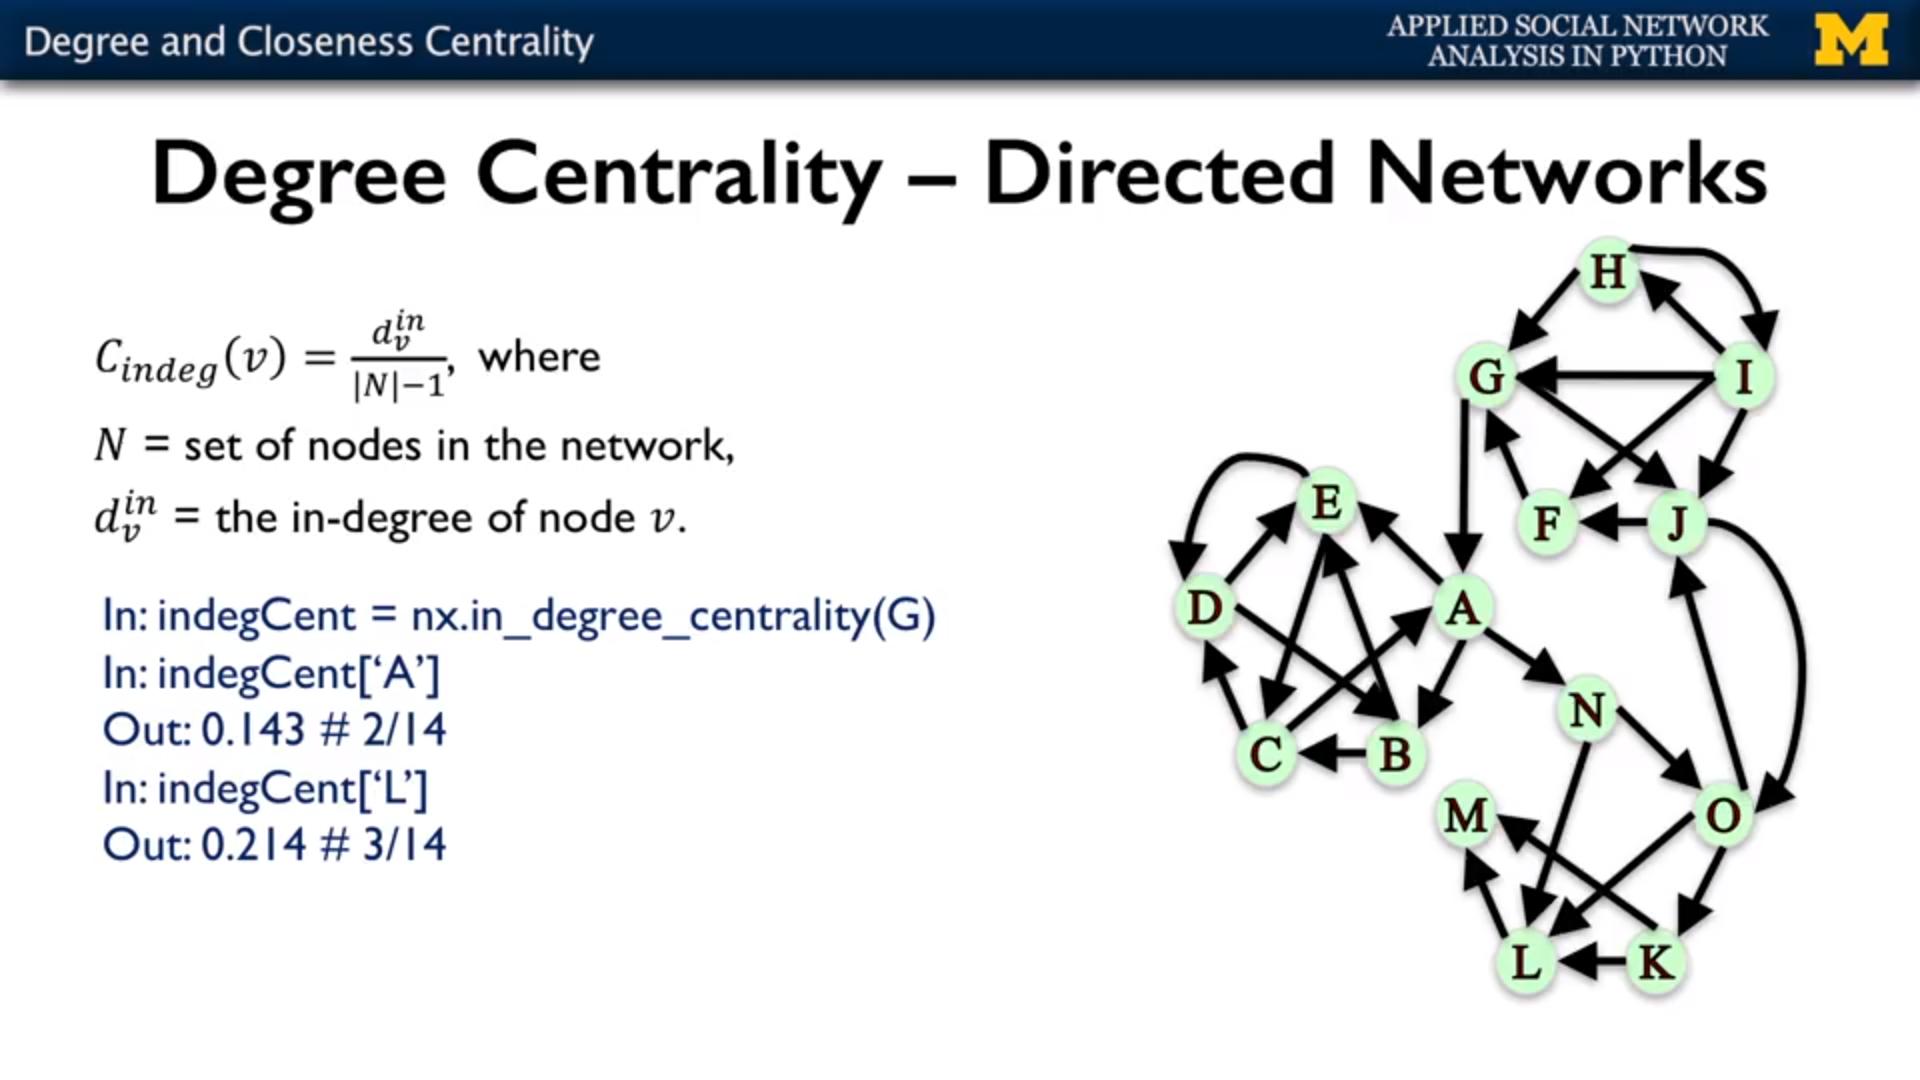 Degree and Closeness Centrality
APPLIED SOCIAL NETWORK
ANALYSIS IN PYTHON
M
Degree Centrality – Directed Networks
C_{indeg}(v) = \frac{d_v^{in}}{|N|-1}, where
N = set of nodes in the network,
d_v^{in} = the in-degree of node v.
In: indegCent = nx.in_degree_centrality(G)
In: indegCent[‘A’]
Out: 0.143 # 2/14
In: indegCent[‘L’]
Out: 0.214 # 3/14
H
G
I
E
F
J
D
A
N
C
B
M
O
L
K